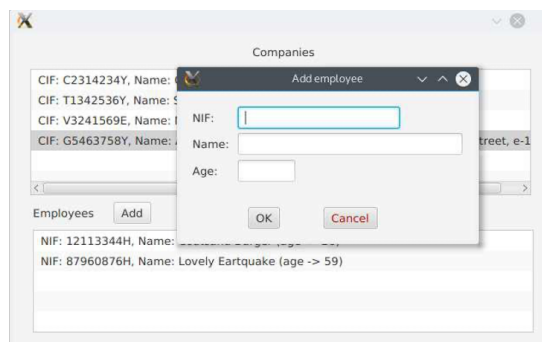 Companies
CIF: C2314234Y, Name:
CIF: T1342536Y, Name: S
CIF: V3241569E, Name:
CIF: G5463758Y, Name: treet, e-1
Add employee
NIF:
Name:
Age:
OK Cancel
Employees Add
NIF: 12113344H, Name:
NIF: 87960876H, Name: Lovely Eartquake (age -> 59)